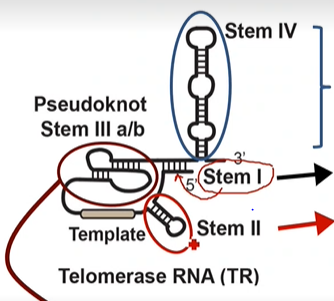 Stem IV
Pseudoknot
Stem III a/b
3'
5'
Stem I
Template
Stem II
Telomerase RNA (TR)